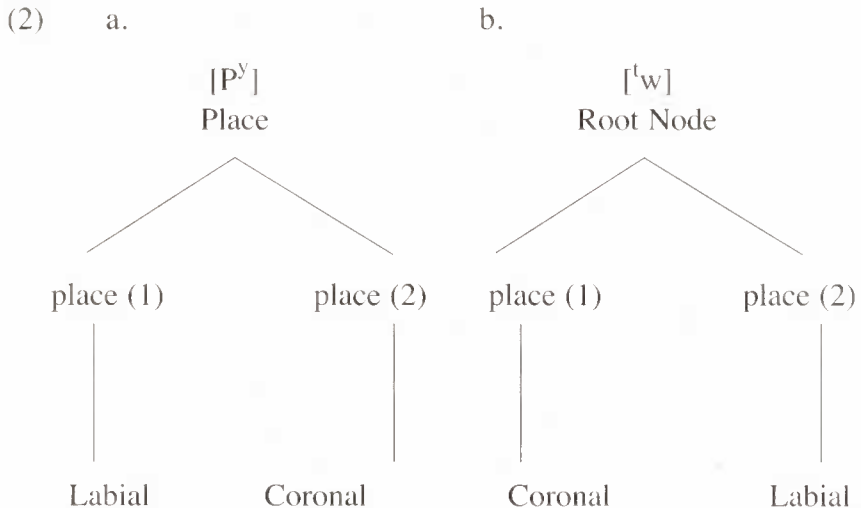 (2) a. b.
[Pʸ] [ᵗw]
Place Root Node
place (1) place (2) place (1) place (2)
Labial Coronal Coronal Labial